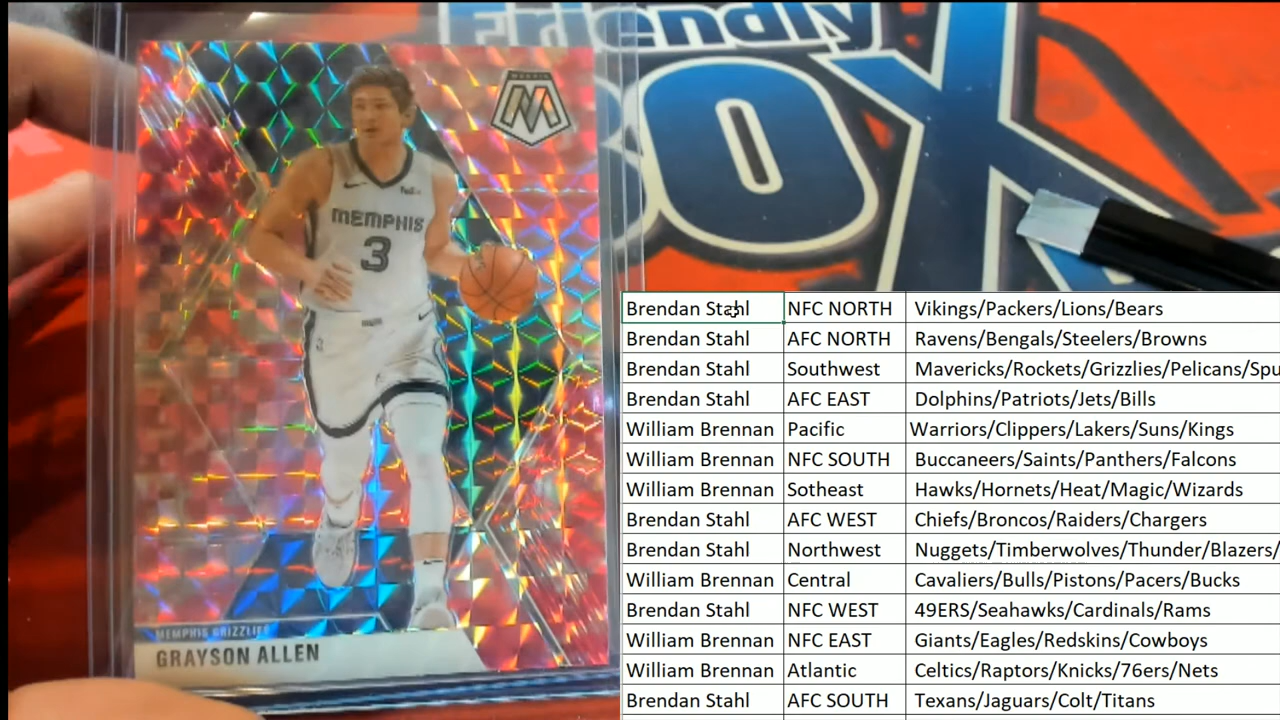 Friendly
BOX
MOSAIC
M
FedEx
MEMPHIS
3
MEMPHIS GRIZZLIES
GRAYSON ALLEN
Brendan Stahl NFC NORTH Vikings/Packers/Lions/Bears
Brendan Stahl AFC NORTH Ravens/Bengals/Steelers/Browns
Brendan Stahl Southwest Mavericks/Rockets/Grizzlies/Pelicans/Spu
Brendan Stahl AFC EAST Dolphins/Patriots/Jets/Bills
William Brennan Pacific Warriors/Clippers/Lakers/Suns/Kings
William Brennan NFC SOUTH Buccaneers/Saints/Panthers/Falcons
William Brennan Sotheast Hawks/Hornets/Heat/Magic/Wizards
Brendan Stahl AFC WEST Chiefs/Broncos/Raiders/Chargers
Brendan Stahl Northwest Nuggets/Timberwolves/Thunder/Blazers/
William Brennan Central Cavaliers/Bulls/Pistons/Pacers/Bucks
Brendan Stahl NFC WEST 49ERS/Seahawks/Cardinals/Rams
William Brennan NFC EAST Giants/Eagles/Redskins/Cowboys
William Brennan Atlantic Celtics/Raptors/Knicks/76ers/Nets
Brendan Stahl AFC SOUTH Texans/Jaguars/Colt/Titans